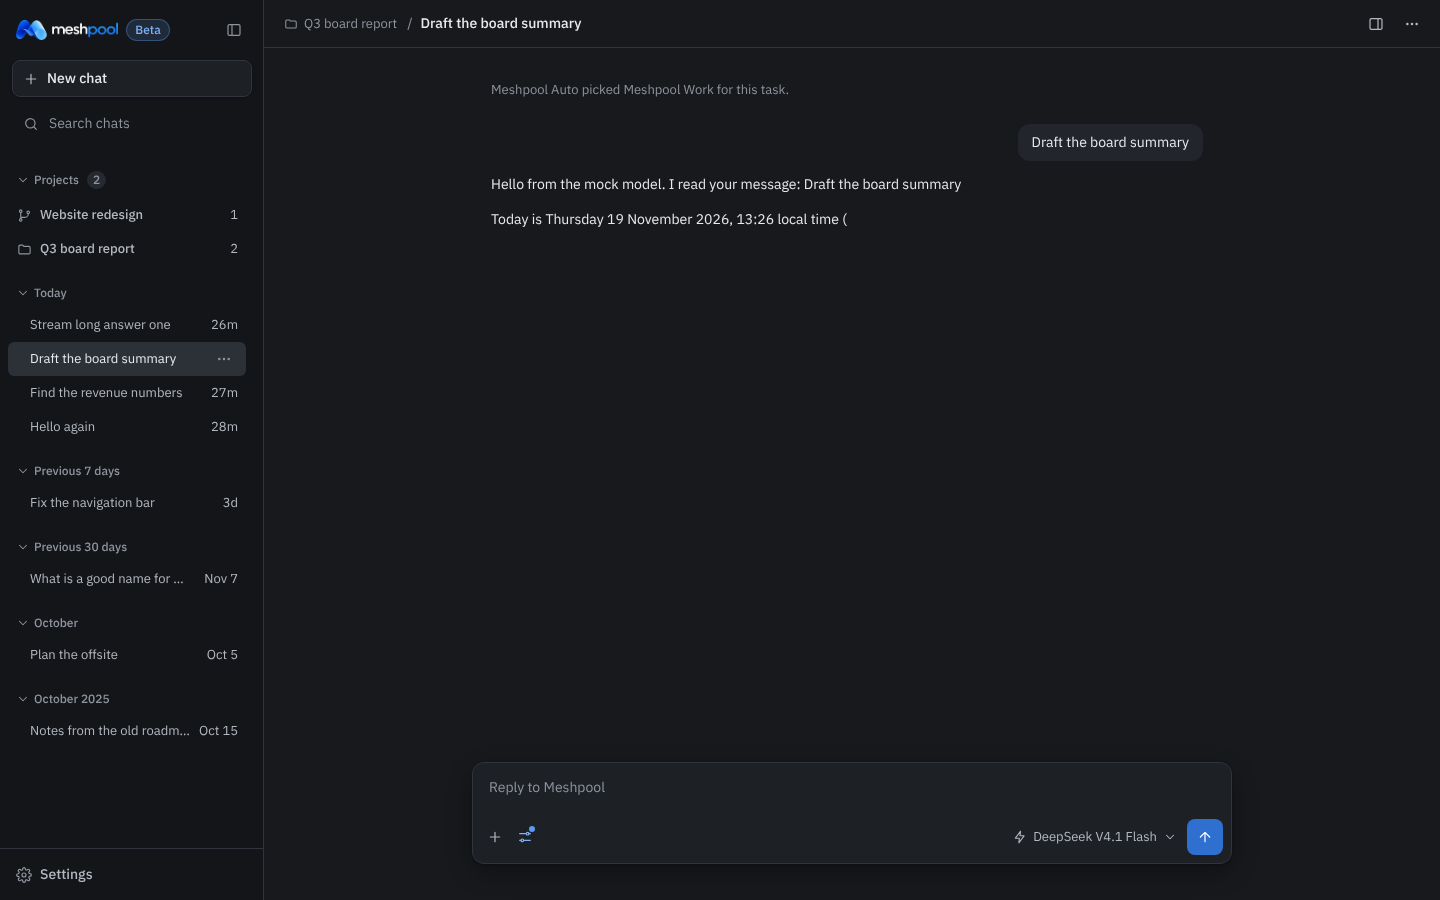 meshpool Beta
New chat
Search chats
Projects 2
Website redesign 1
Q3 board report 2
Today
Stream long answer one 26m
Draft the board summary ...
Find the revenue numbers 27m
Hello again 28m
Previous 7 days
Fix the navigation bar 3d
Previous 30 days
What is a good name for ... Nov 7
October
Plan the offsite Oct 5
October 2025
Notes from the old roadm... Oct 15
Settings
Q3 board report / Draft the board summary
Meshpool Auto picked Meshpool Work for this task.
Draft the board summary
Hello from the mock model. I read your message: Draft the board summary
Today is Thursday 19 November 2026, 13:26 local time (
Reply to Meshpool
DeepSeek V4.1 Flash